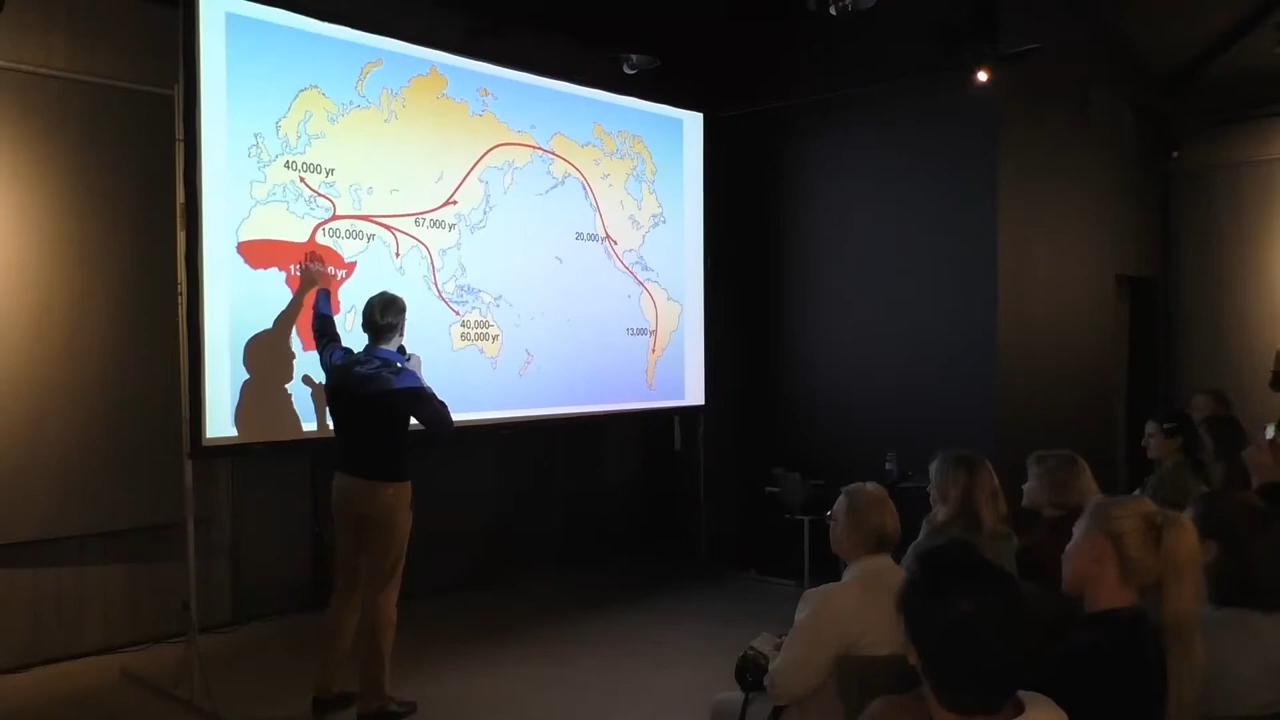 40,000 yr
67,000 yr
100,000 yr
20,000 yr
40,000–
60,000 yr
13,000 yr